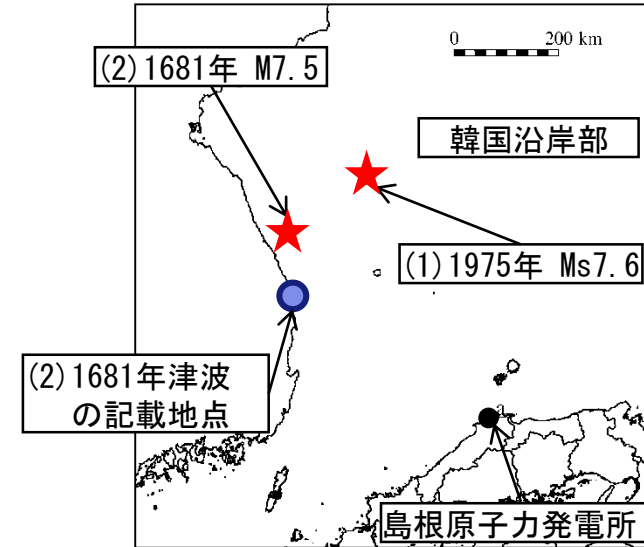 0 200 km
(2)1681年 M7.5
韓国沿岸部
(1)1975年 Ms7.6
(2)1681年津波
の記載地点
島根原子力発電所